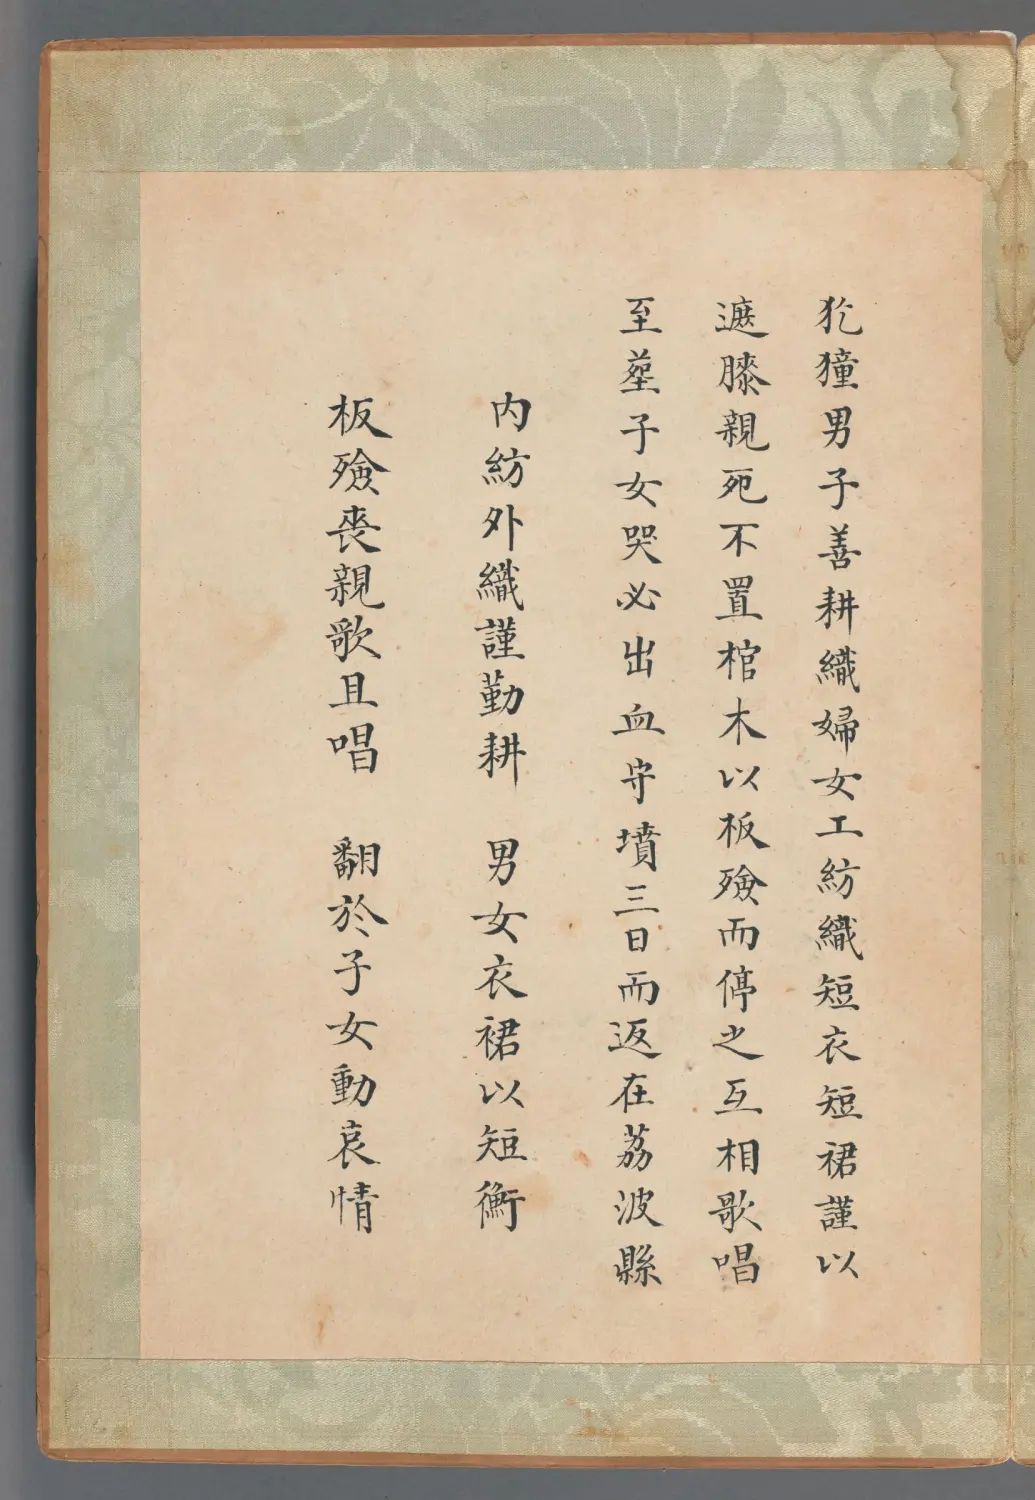 犵獞男子善耕織婦女工紡織短衣短裙謹以
遮膝親死不置棺木以板殮而停之互相歌唱
至塟子女哭必出血守墳三日而返在荔波縣
内紡外織謹勤耕　男女衣裙以短衡
板殮喪親歌且唱　翻於子女動哀情